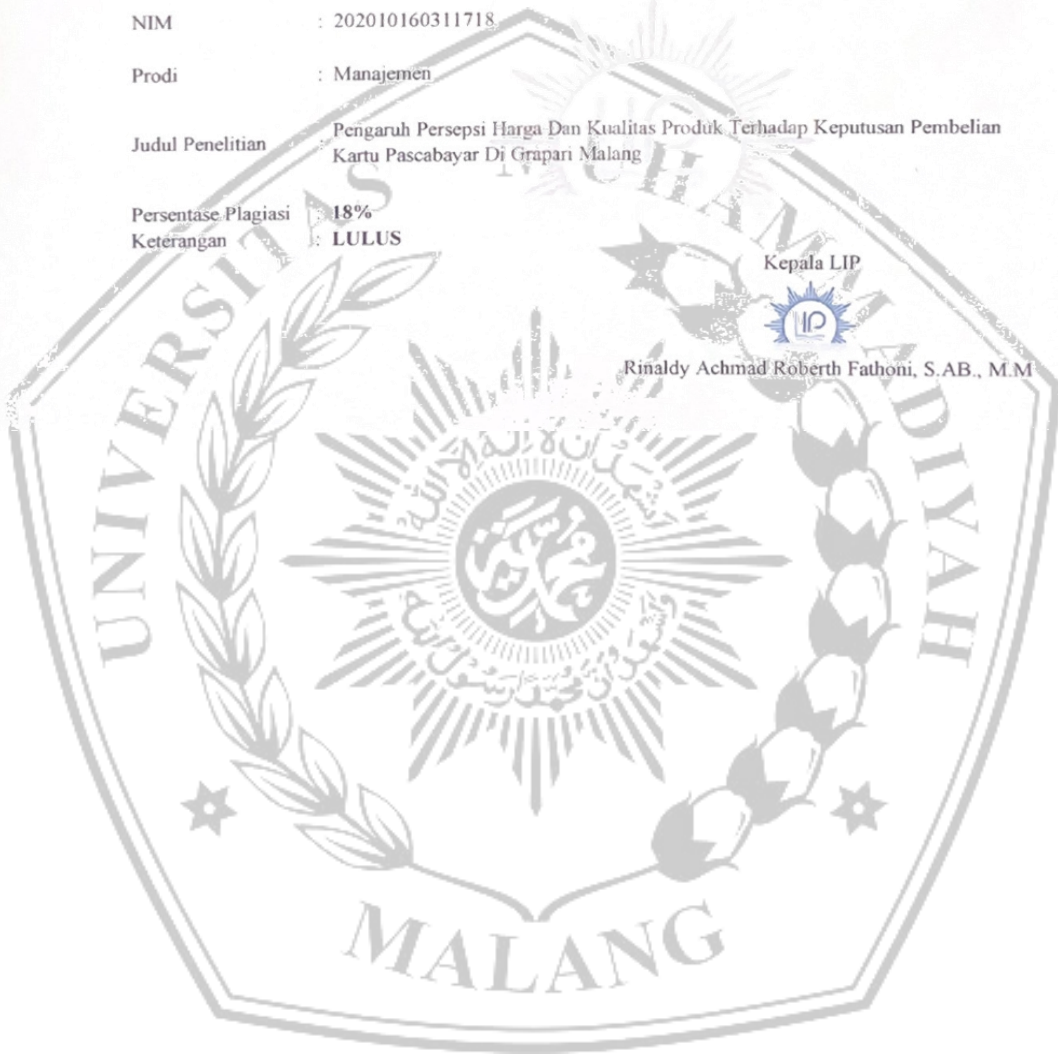 NIM : 202010160311718
Prodi : Manajemen
Judul Penelitian : Pengaruh Persepsi Harga Dan Kualitas Produk Terhadap Keputusan Pembelian
Kartu Pascabayar Di Grapari Malang
Persentase Plagiasi : 18%
Keterangan : LULUS
Kepala LIP
LIP
Rinaldy Achmad Roberth Fathoni, S.AB., M.M
UNIVERSITAS MUHAMMADIYAH
MALANG